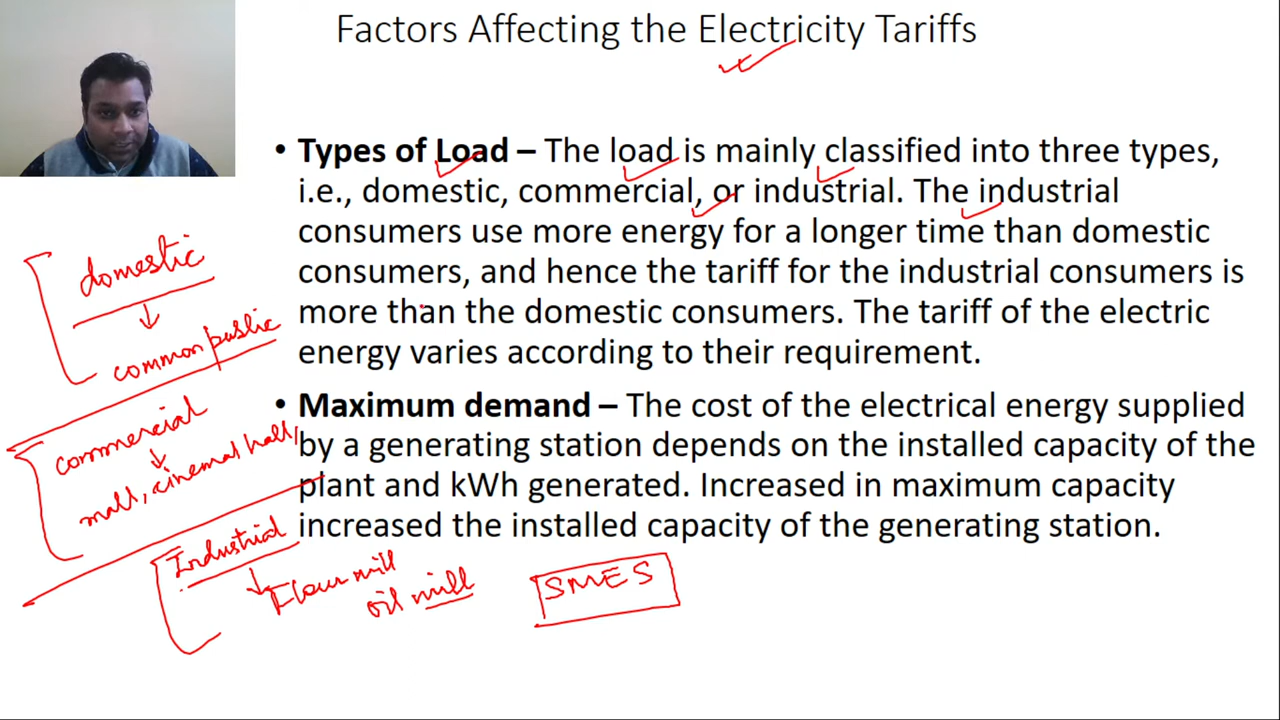 Factors Affecting the Electricity Tariffs
• Types of Load – The load is mainly classified into three types,
i.e., domestic, commercial, or industrial. The industrial
consumers use more energy for a longer time than domestic
consumers, and hence the tariff for the industrial consumers is
more than the domestic consumers. The tariff of the electric
energy varies according to their requirement.
• Maximum demand – The cost of the electrical energy supplied
by a generating station depends on the installed capacity of the
plant and kWh generated. Increased in maximum capacity
increased the installed capacity of the generating station.
domestic
common public
commercial
mall, cinemal hall,
Industrial
Flour mill
oil mill
SMES